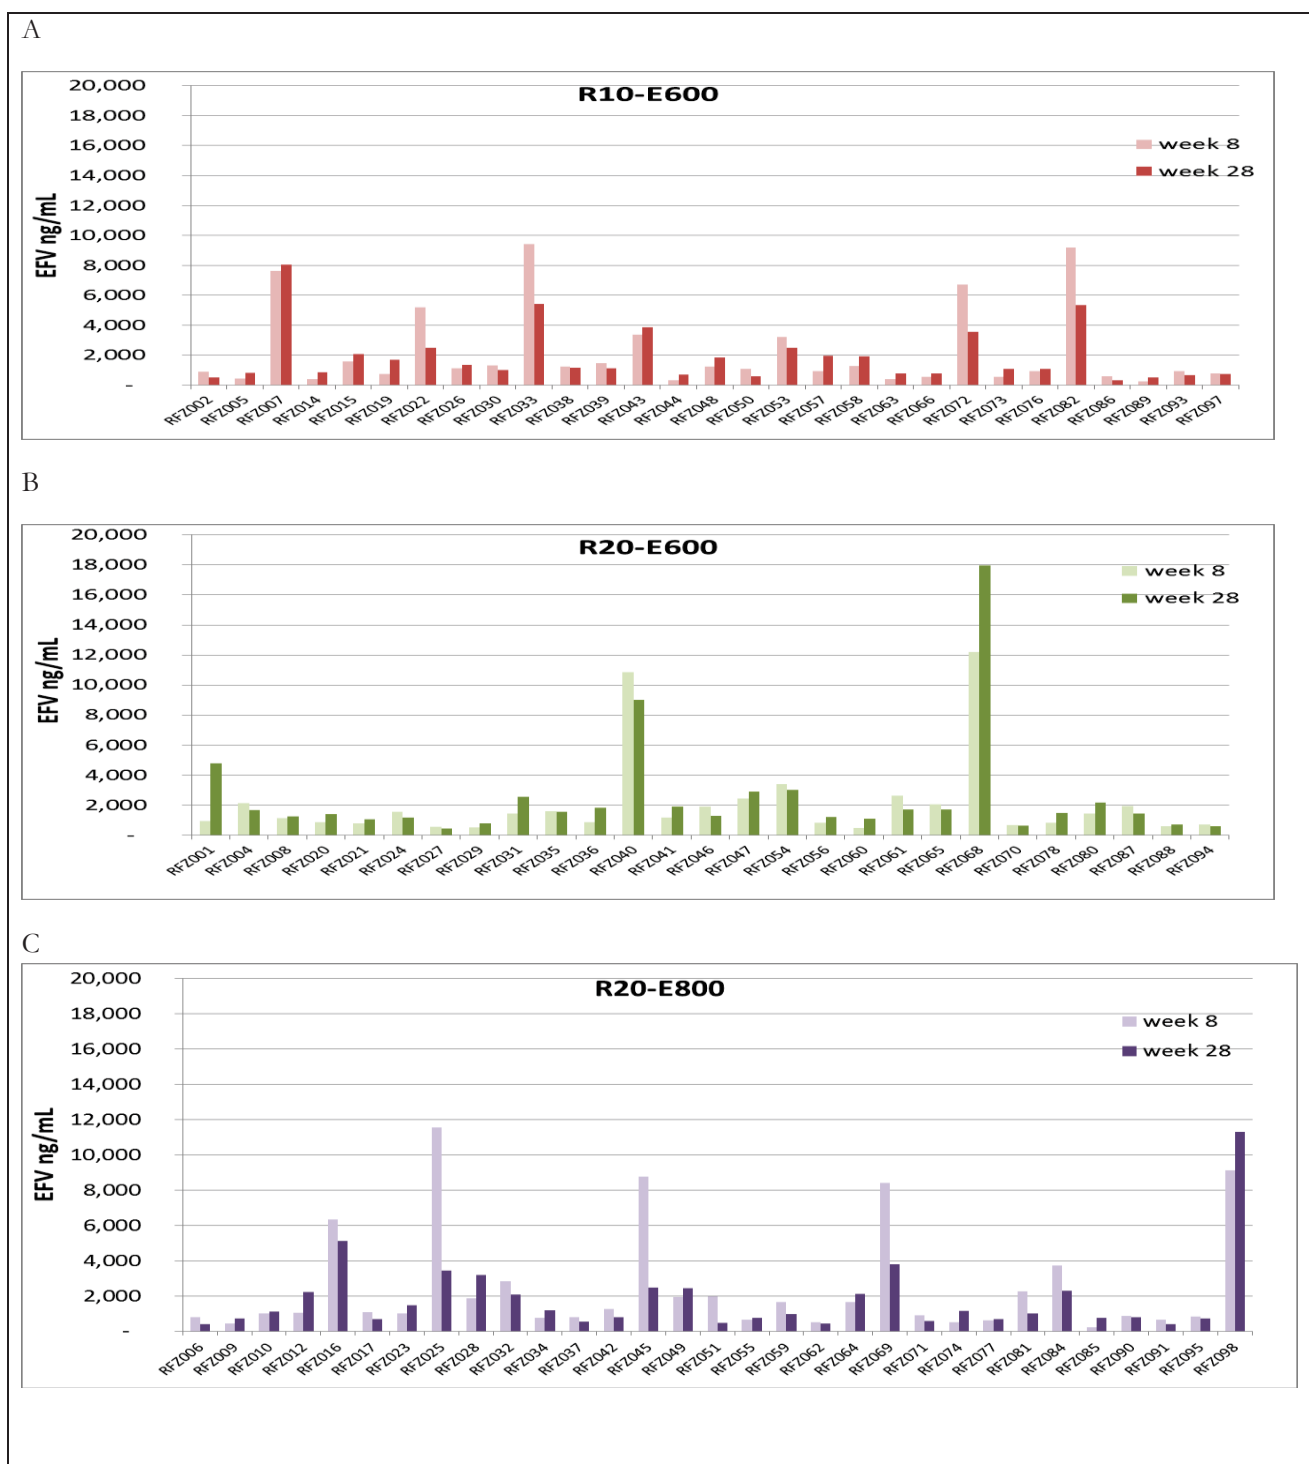 A
R10-E600
20,000
18,000
16,000
14,000
12,000
10,000
8,000
6,000
4,000
2,000
-
EFV ng/mL
week 8
week 28
RFZ002 RFZ005 RFZ007 RFZ014 RFZ015 RFZ019 RFZ022 RFZ026 RFZ030 RFZ033 RFZ038 RFZ039 RFZ043 RFZ044 RFZ048 RFZ050 RFZ053 RFZ057 RFZ058 RFZ063 RFZ066 RFZ072 RFZ073 RFZ076 RFZ082 RFZ086 RFZ089 RFZ093 RFZ097
B
R20-E600
20,000
18,000
16,000
14,000
12,000
10,000
8,000
6,000
4,000
2,000
-
EFV ng/mL
week 8
week 28
RFZ001 RFZ004 RFZ008 RFZ020 RFZ021 RFZ024 RFZ027 RFZ029 RFZ031 RFZ035 RFZ036 RFZ040 RFZ041 RFZ046 RFZ047 RFZ054 RFZ056 RFZ060 RFZ061 RFZ065 RFZ068 RFZ070 RFZ078 RFZ080 RFZ087 RFZ088 RFZ094
C
R20-E800
20,000
18,000
16,000
14,000
12,000
10,000
8,000
6,000
4,000
2,000
-
EFV ng/mL
week 8
week 28
RFZ006 RFZ009 RFZ010 RFZ012 RFZ016 RFZ017 RFZ023 RFZ025 RFZ028 RFZ032 RFZ034 RFZ037 RFZ042 RFZ045 RFZ049 RFZ051 RFZ055 RFZ059 RFZ062 RFZ064 RFZ069 RFZ071 RFZ074 RFZ077 RFZ081 RFZ084 RFZ085 RFZ090 RFZ091 RFZ095 RFZ098